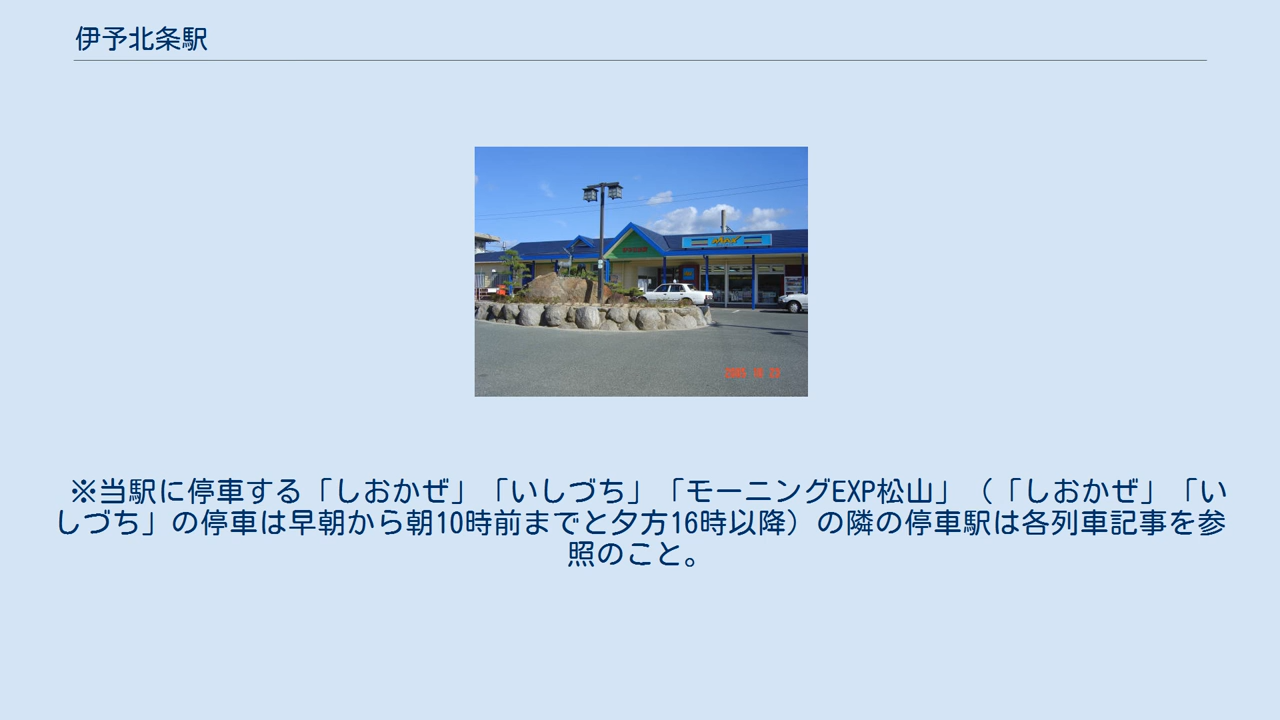 伊予北条駅
※当駅に停車する「しおかぜ」「いしづち」「モーニングEXP松山」（「しおかぜ」「い
しづち」の停車は早朝から朝10時前までと夕方16時以降）の隣の停車駅は各列車記事を参
照のこと。